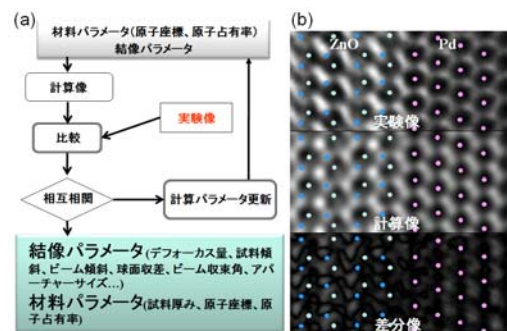 (a)
材料パラメータ(原子座標、原子占有率)
結像パラメータ
計算像
比較
実験像
相互相関
計算パラメータ更新
結像パラメータ(デフォーカス量、試料傾
斜、ビーム傾斜、球面収差、ビーム収束角、アパ
ーチャーサイズ...)
材料パラメータ(試料厚み、原子座標、原
子占有率)
(b)
ZnO Pd
実験像
計算像
差分像